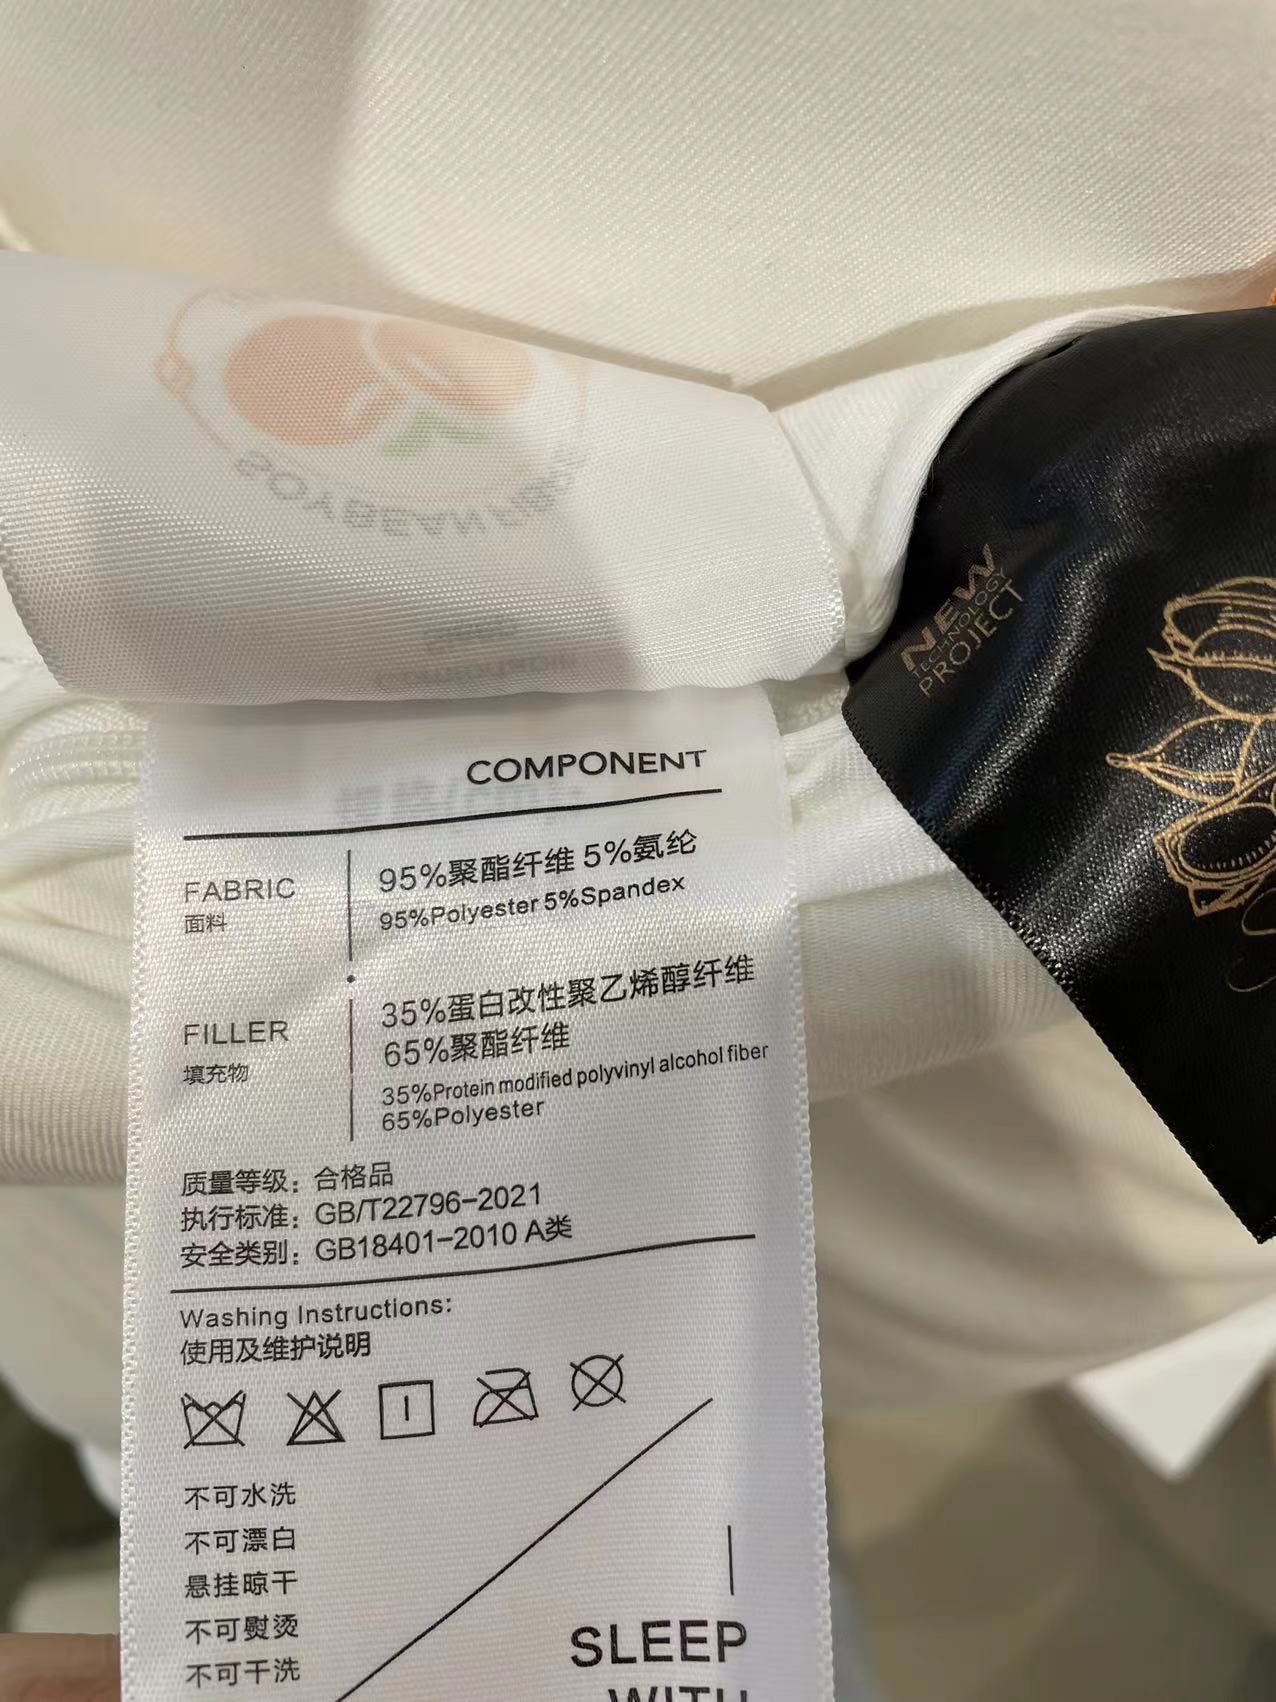 SOYBEAN FIBER
NEW
TECHNOLOGY
PROJECT
COMPONENT
FABRIC
面料
95%聚酯纤维 5%氨纶
95%Polyester 5%Spandex
FILLER
填充物
35%蛋白改性聚乙烯醇纤维
65%聚酯纤维
35%Protein modified polyvinyl alcohol fiber
65%Polyester
质量等级：合格品
执行标准：GB/T22796-2021
安全类别：GB18401-2010 A类
Washing Instructions:
使用及维护说明
不可水洗
不可漂白
悬挂晾干
不可熨烫
不可干洗
SLEEP
WITH